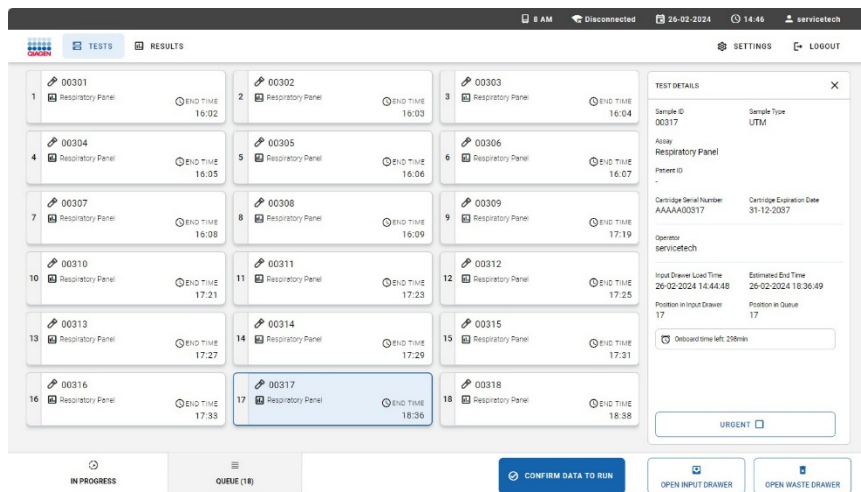 8 AM Disconnected 26-02-2024 14:46 servicetech
QIAGEN TESTS RESULTS SETTINGS LOGOUT
1 00301 Respiratory Panel END TIME 16:02
2 00302 Respiratory Panel END TIME 16:03
3 00303 Respiratory Panel END TIME 16:04
4 00304 Respiratory Panel END TIME 16:05
5 00305 Respiratory Panel END TIME 16:06
6 00306 Respiratory Panel END TIME 16:07
7 00307 Respiratory Panel END TIME 16:08
8 00308 Respiratory Panel END TIME 16:09
9 00309 Respiratory Panel END TIME 17:19
10 00310 Respiratory Panel END TIME 17:21
11 00311 Respiratory Panel END TIME 17:23
12 00312 Respiratory Panel END TIME 17:25
13 00313 Respiratory Panel END TIME 17:27
14 00314 Respiratory Panel END TIME 17:29
15 00315 Respiratory Panel END TIME 17:31
16 00316 Respiratory Panel END TIME 17:33
17 00317 Respiratory Panel END TIME 18:36
18 00318 Respiratory Panel END TIME 18:38
TEST DETAILS
Sample ID Sample Type
00317 UTM
Assay
Respiratory Panel
Patient ID
-
Cartridge Serial Number Cartridge Expiration Date
AAAAA00317 31-12-2037
Operator
servicetech
Input Drawer Load Time Estimated End Time
26-02-2024 14:44:48 26-02-2024 18:36:49
Position in Input Drawer Position in Queue
17 17
Onboard time left: 298min
URGENT
IN PROGRESS QUEUE (18) CONFIRM DATA TO RUN OPEN INPUT DRAWER OPEN WASTE DRAWER